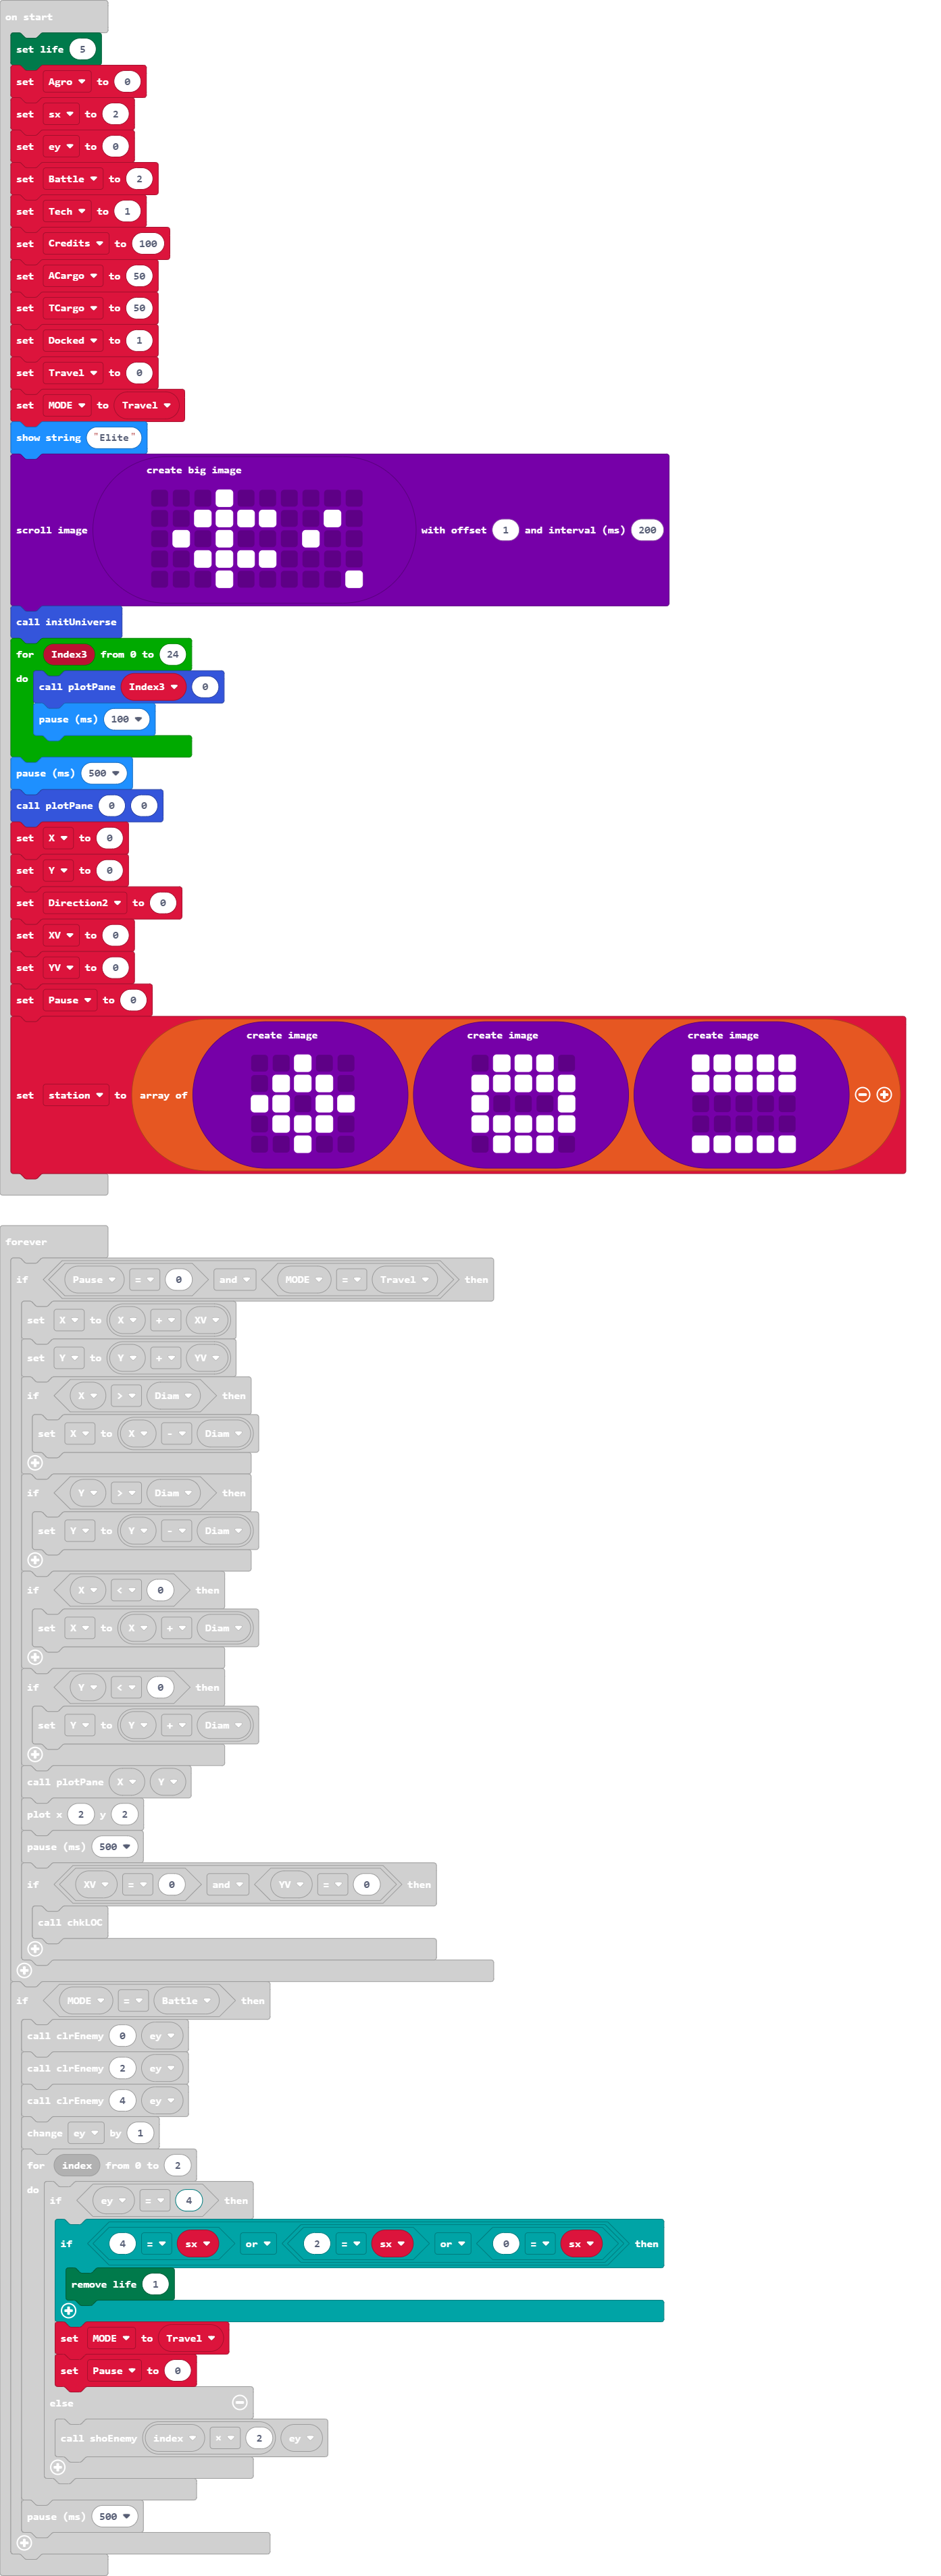 on start
set life 5
set Agro to 0
set sx to 2
set ey to 0
set Battle to 2
set Tech to 1
set Credits to 100
set ACargo to 50
set TCargo to 50
set Docked to 1
set Travel to 0
set MODE to Travel
show string "Elite"
create big image
scroll image with offset 1 and interval (ms) 200
call initUniverse
for Index3 from 0 to 24
do call plotPane Index3 0
pause (ms) 100
pause (ms) 500
call plotPane 0 0
set X to 0
set Y to 0
set Direction2 to 0
set XV to 0
set YV to 0
set Pause to 0
create image create image create image
set station to array of
forever
if Pause = 0 and MODE = Travel then
set X to X + XV
set Y to Y + YV
if X > Diam then
set X to X - Diam
if Y > Diam then
set Y to Y - Diam
if X < 0 then
set X to X + Diam
if Y < 0 then
set Y to Y + Diam
call plotPane X Y
plot x 2 y 2
pause (ms) 500
if XV = 0 and YV = 0 then
call chkLOC
if MODE = Battle then
call clrEnemy 0 ey
call clrEnemy 2 ey
call clrEnemy 4 ey
change ey by 1
for index from 0 to 2
do if ey = 4 then
if 4 = sx or 2 = sx or 0 = sx then
remove life 1
set MODE to Travel
set Pause to 0
else
call shoEnemy index × 2 ey
pause (ms) 500